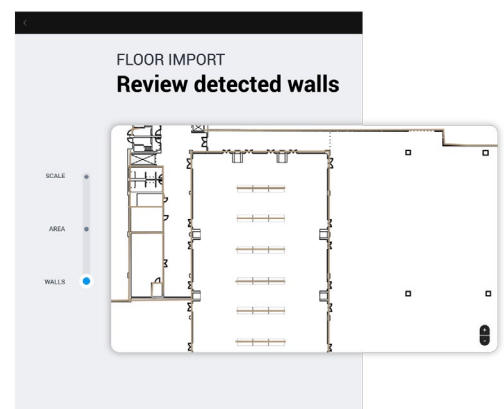 FLOOR IMPORT
Review detected walls
SCALE
AREA
WALLS
+
-